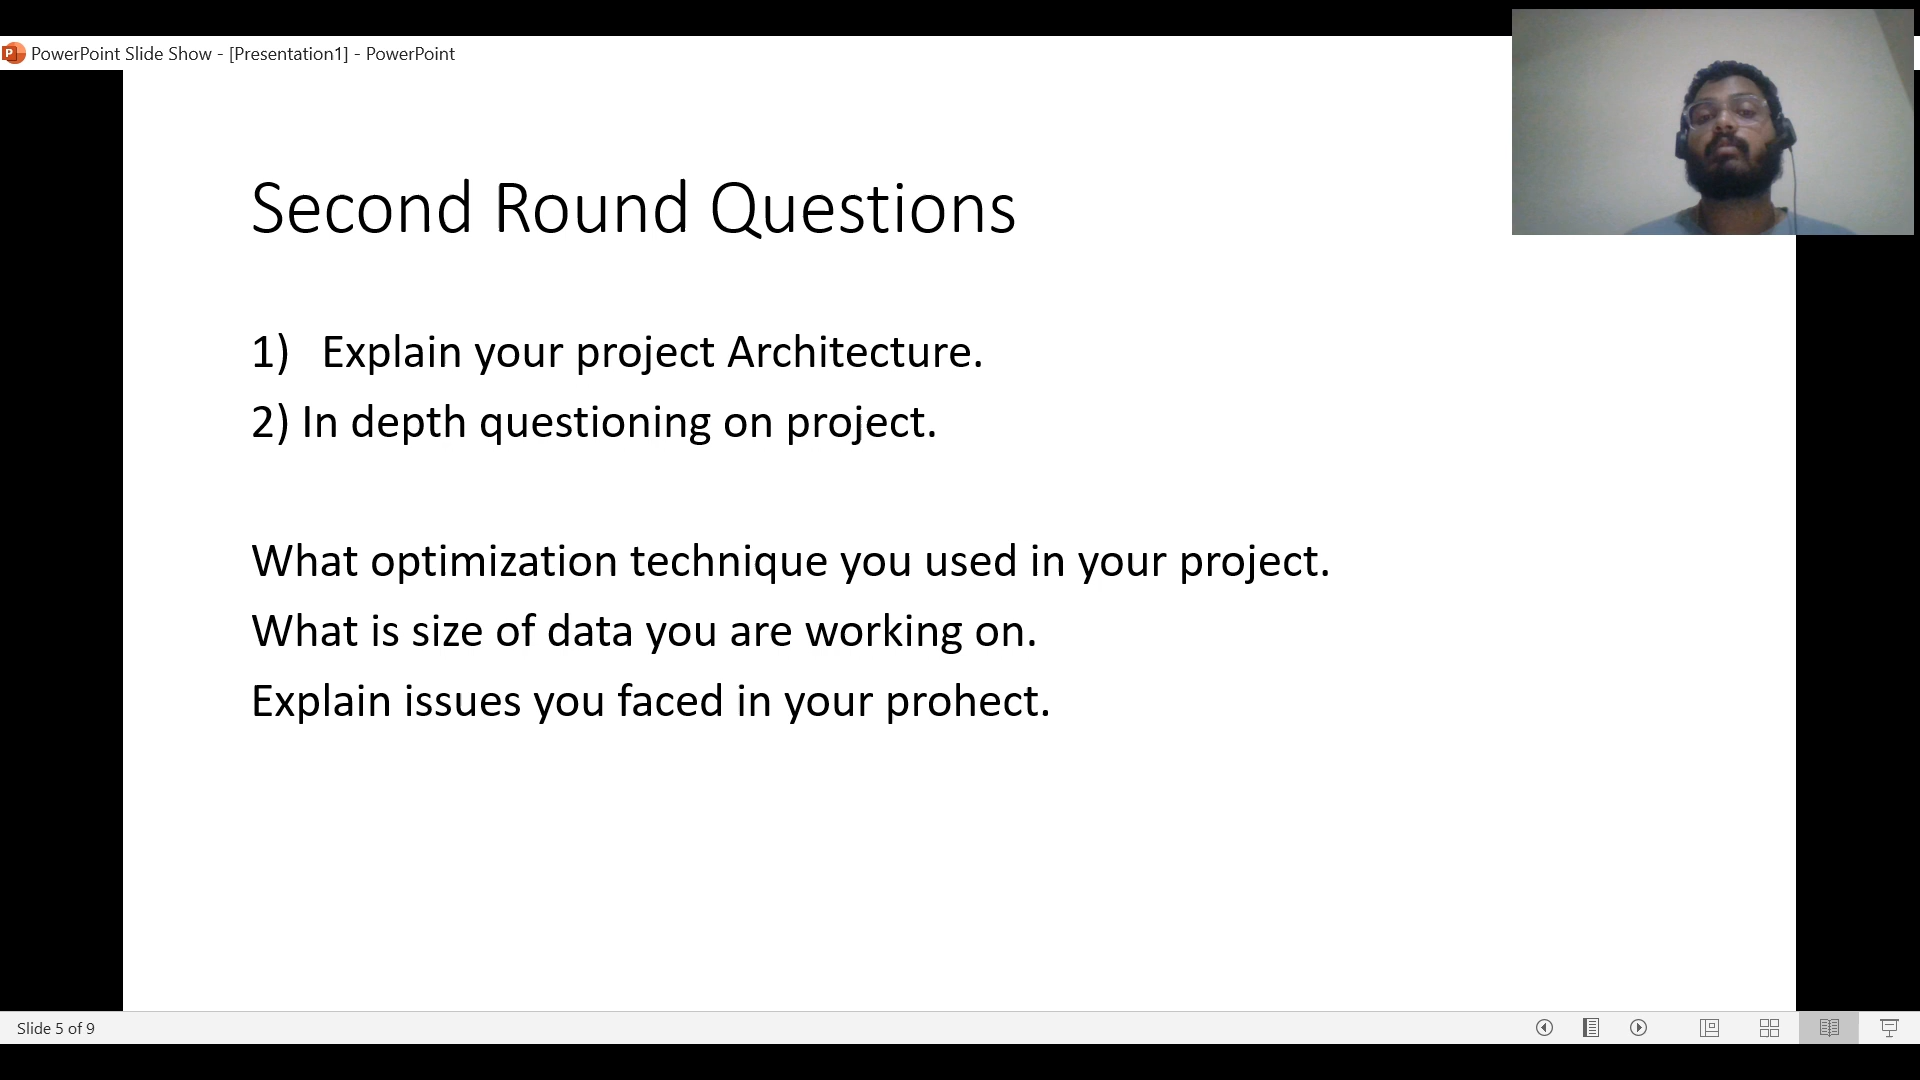 PowerPoint Slide Show - [Presentation1] - PowerPoint
Second Round Questions
1) Explain your project Architecture.
2) In depth questioning on project.
What optimization technique you used in your project.
What is size of data you are working on.
Explain issues you faced in your prohect.
Slide 5 of 9